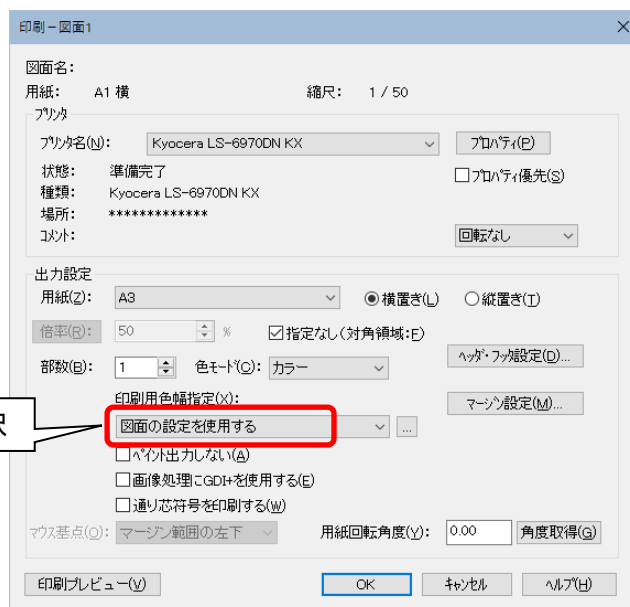 印刷 - 図面1
図面名:
用紙: A1 横 縮尺: 1 / 50
プリンタ
プリンタ名(N): Kyocera LS-6970DN KX プロパティ(P)
状態: 準備完了 プロパティ優先(S)
種類: Kyocera LS-6970DN KX
場所: *************
コメント: 回転なし
出力設定
用紙(Z): A3 横置き(L) 縦置き(T)
倍率(R): 50 % 指定なし(対角領域:F)
部数(B): 1 色モード(C): カラー ヘッダ・フッタ設定(D)...
印刷用色幅指定(X): マージン設定(M)...
択
図面の設定を使用する ...
ペイント出力しない(A)
画像処理にGDI+を使用する(E)
通り芯符号を印刷する(W)
マウス基点(O): マージン範囲の左下 用紙回転角度(Y): 0.00 角度取得(G)
印刷プレビュー(V) OK キャンセル ヘルプ(H)